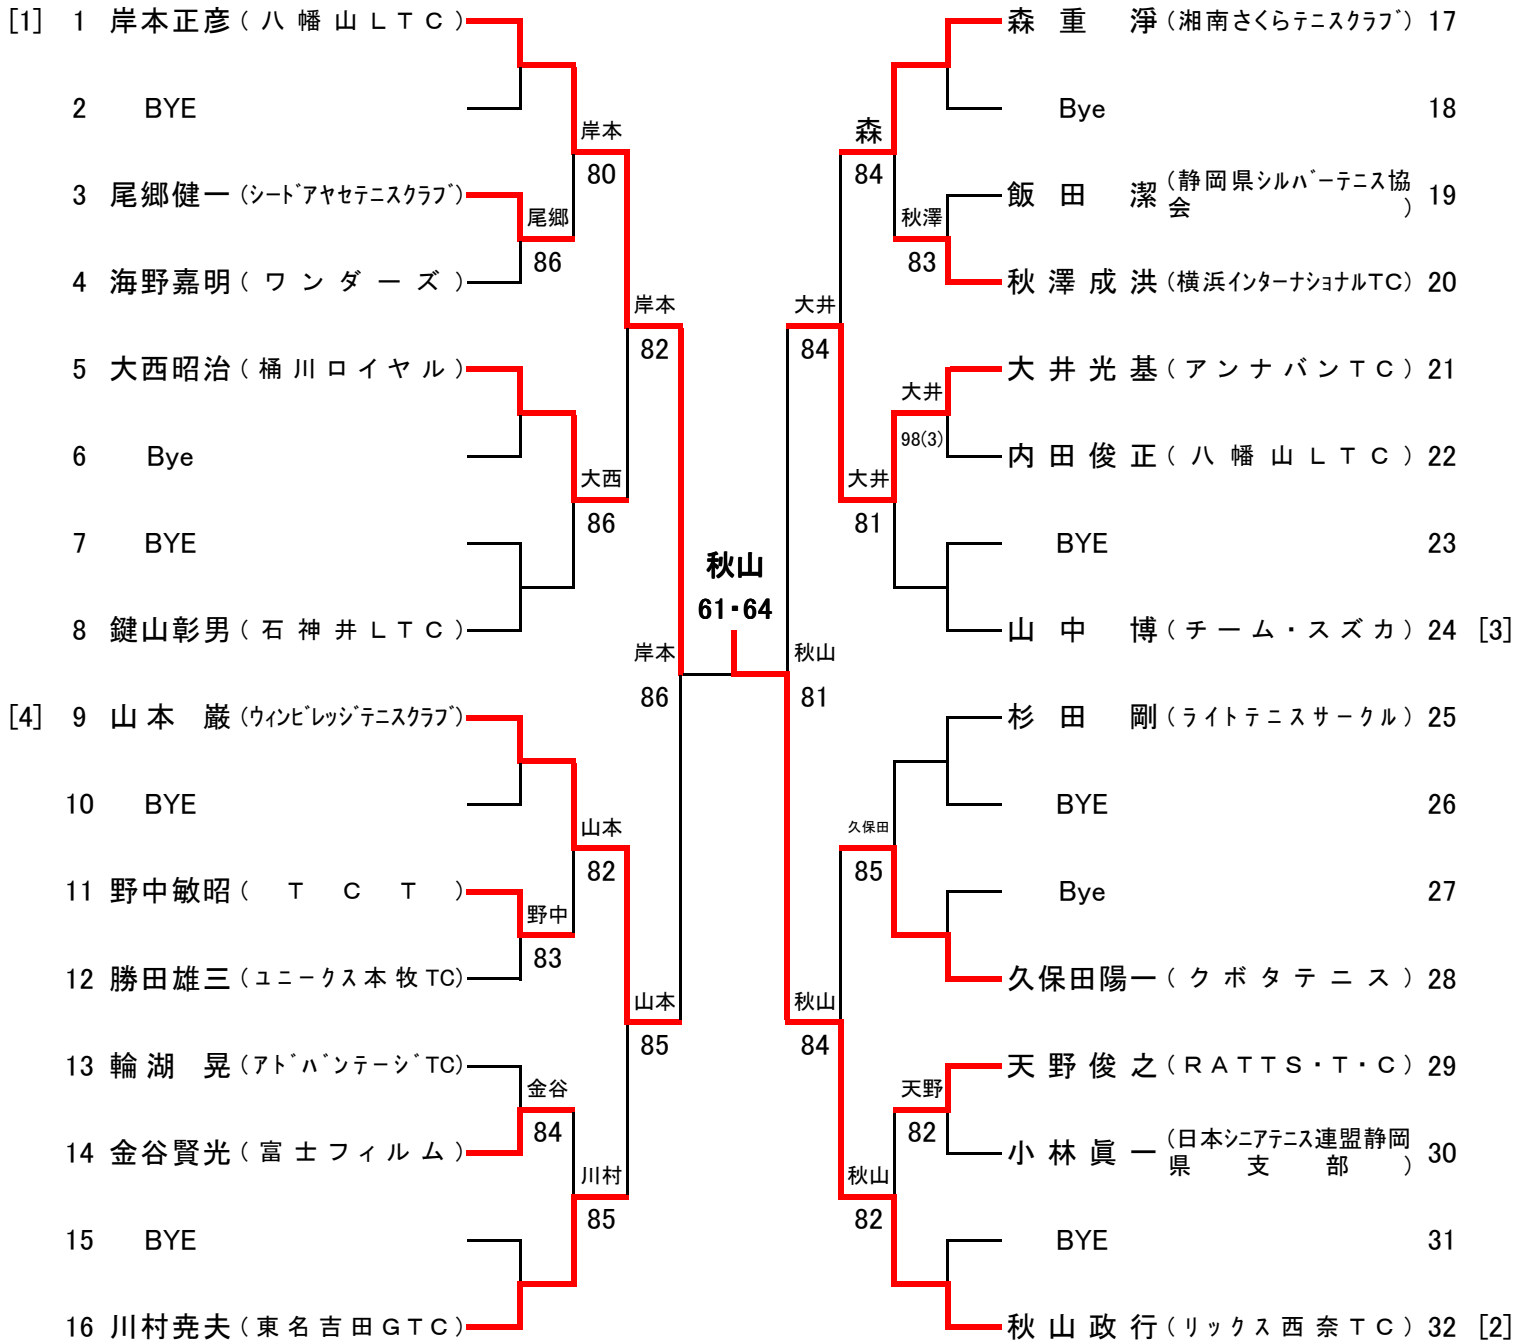 [1] 1 岸本正彦 (八幡山LTC)
2 BYE
岸本
80
3 尾郷健一 (シードアヤセテニスクラブ)
尾郷
86
4 海野嘉明 (ワンダーズ)
岸本
82
5 大西昭治 (桶川ロイヤル)
6 Bye
大西
86
7 BYE
8 鍵山彰男 (石神井LTC)
岸本
86
[4] 9 山本 巌 (ウィンビレッジテニスクラブ)
10 BYE
山本
82
11 野中敏昭 (TCT)
野中
83
12 勝田雄三 (ユニークス本牧TC)
山本
85
13 輪湖 晃 (アドバンテージTC)
金谷
84
14 金谷賢光 (富士フィルム)
川村
85
15 BYE
16 川村尭夫 (東名吉田GTC)
秋山
61・64
森重 淨 (湘南さくらテニスクラブ) 17
Bye 18
森
84
飯田 潔 (静岡県シルバーテニス協会) 19
秋澤
83
秋澤成洪 (横浜インターナショナルTC) 20
大井
84
大井光基 (アンナバンTC) 21
大井
98(3)
内田俊正 (八幡山LTC) 22
大井
81
BYE 23
山中 博 (チーム・スズカ) 24 [3]
秋山
81
杉田 剛 (ライトテニスサークル) 25
BYE 26
久保田
85
Bye 27
久保田陽一 (クボタテニス) 28
秋山
84
天野俊之 (RATTS・T・C) 29
天野
82
小林眞一 (日本シニアテニス連盟静岡県支部) 30
秋山
82
BYE 31
秋山政行 (リックス西奈TC) 32 [2]